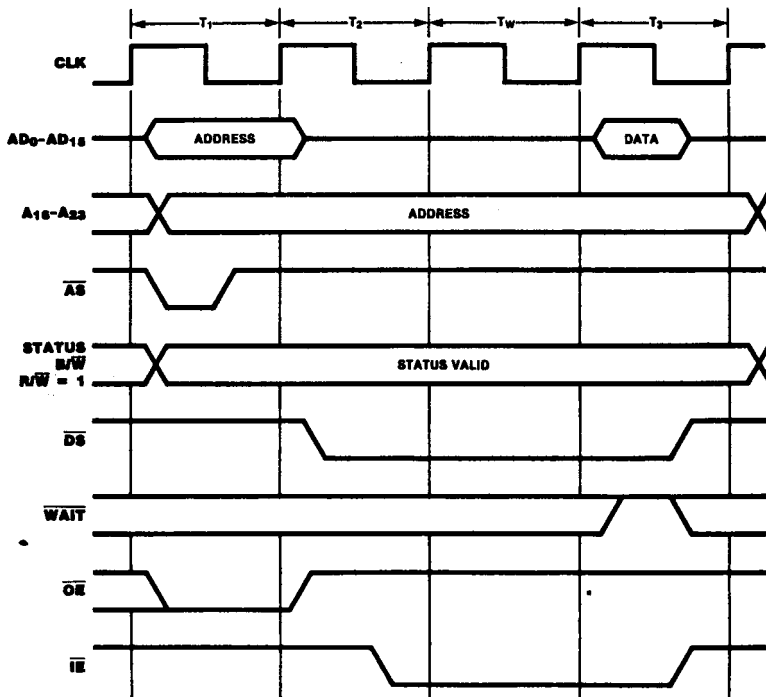 T1 T2 TW T3
CLK
AD0-AD15 ADDRESS DATA
A16-A23 ADDRESS
AS
STATUS
B/W STATUS VALID
R/W = 1
DS
WAIT
OE
IE